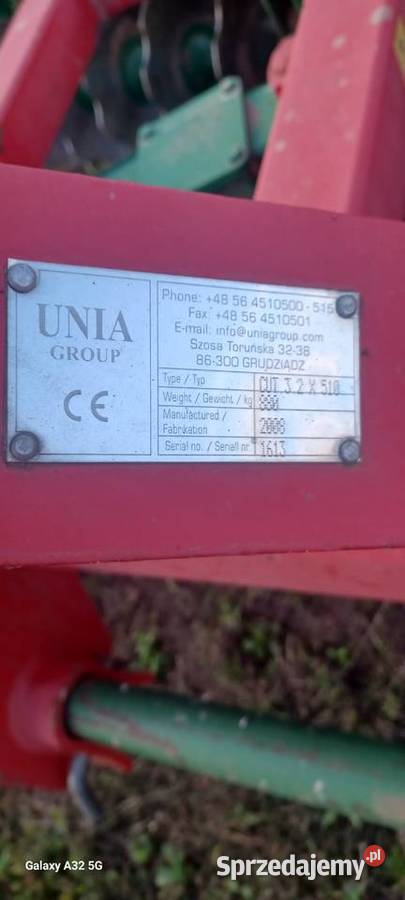 UNIA
GROUP
CE
Phone: +48 56 4510500 - 515
Fax: +48 56 4510501
E-mail: info@uniagroup.com
Szosa Toruńska 32-38
86-300 GRUDZIADZ
Type / Typ CUT 3.2 X 510
Weight / Gewicht / kg 880
Manufactured / Fabrikation 2008
Serial no. / Seriell nr 1613
Galaxy A32 5G
Sprzedajemy.pl